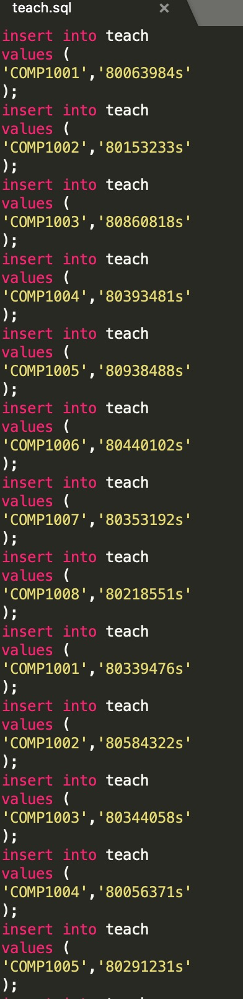 teach.sql ×
insert into teach
values (
'COMP1001','80063984s'
);
insert into teach
values (
'COMP1002','80153233s'
);
insert into teach
values (
'COMP1003','80860818s'
);
insert into teach
values (
'COMP1004','80393481s'
);
insert into teach
values (
'COMP1005','80938488s'
);
insert into teach
values (
'COMP1006','80440102s'
);
insert into teach
values (
'COMP1007','80353192s'
);
insert into teach
values (
'COMP1008','80218551s'
);
insert into teach
values (
'COMP1001','80339476s'
);
insert into teach
values (
'COMP1002','80584322s'
);
insert into teach
values (
'COMP1003','80344058s'
);
insert into teach
values (
'COMP1004','80056371s'
);
insert into teach
values (
'COMP1005','80291231s'
);